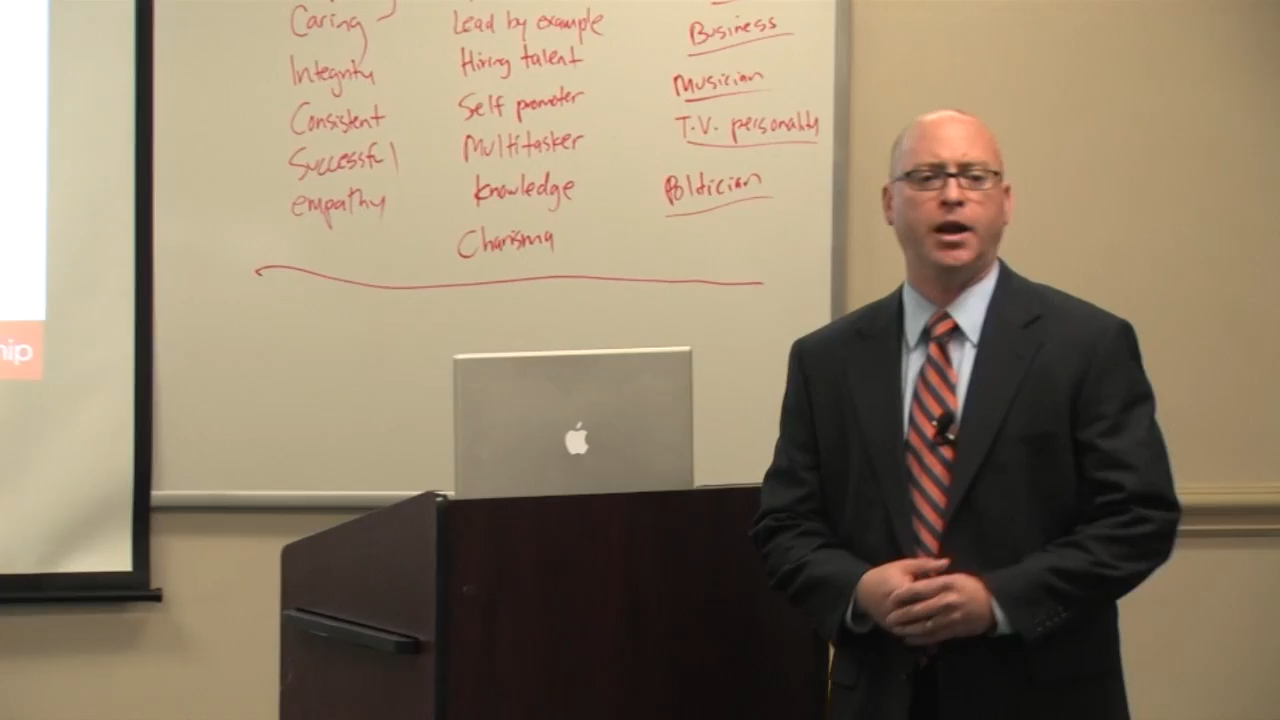 Caring
Integrity
Consistent
Successful
empathy
Lead by example
Hiring talent
Self promoter
Multitasker
Knowledge
Charisma
Business
Musician
T.V. personality
Politician
hip